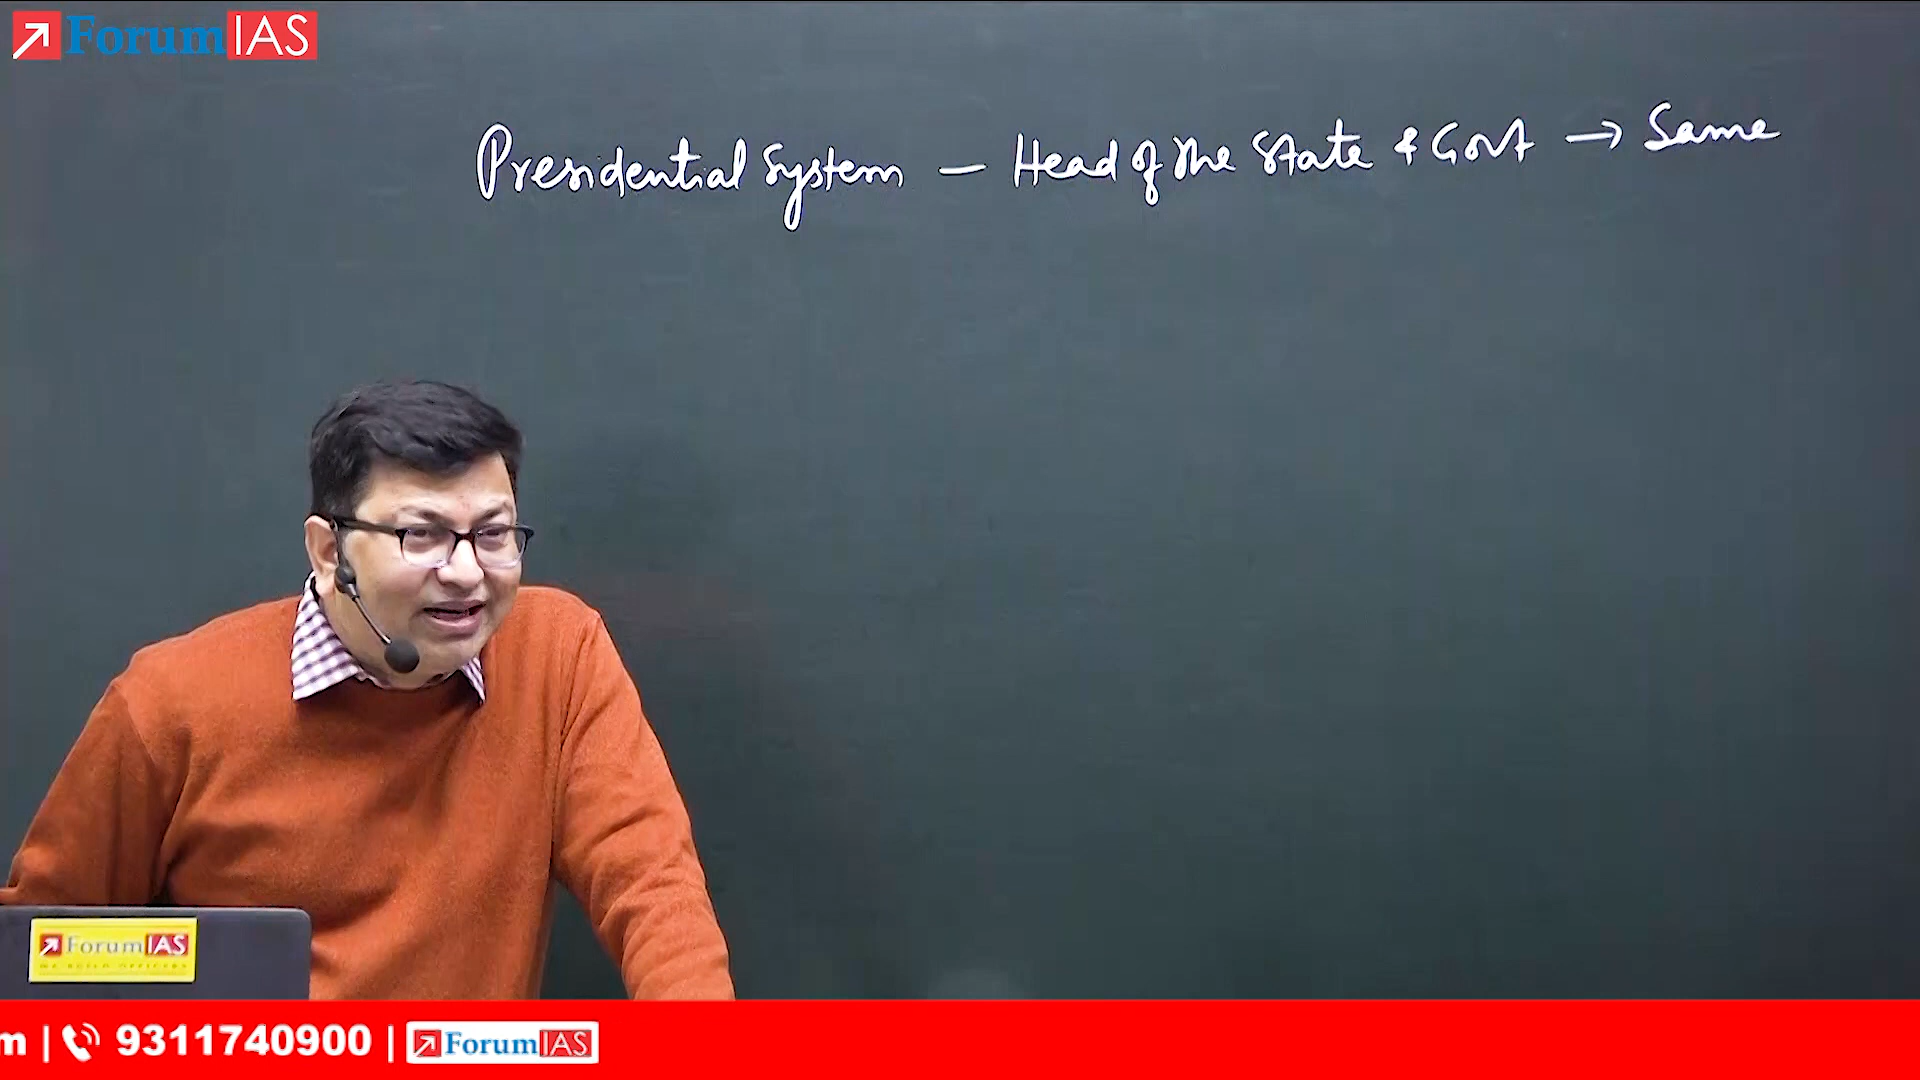 ForumIAS
Presidential System — Head of the State & Govt → Same
ForumIAS
m | 9311740900 | ForumIAS